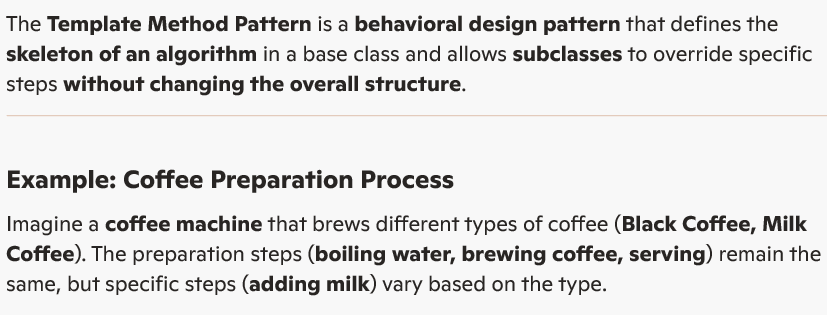 The Template Method Pattern is a behavioral design pattern that defines the
skeleton of an algorithm in a base class and allows subclasses to override specific
steps without changing the overall structure.
Example: Coffee Preparation Process
Imagine a coffee machine that brews different types of coffee (Black Coffee, Milk
Coffee). The preparation steps (boiling water, brewing coffee, serving) remain the
same, but specific steps (adding milk) vary based on the type.